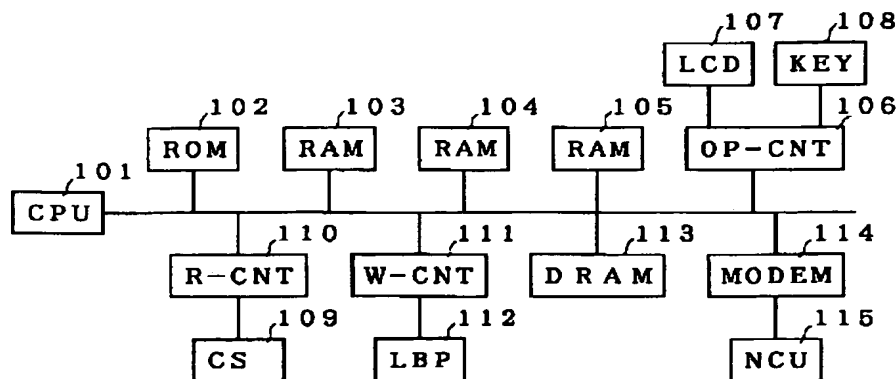 107 108
LCD KEY
102 103 104 105 106
ROM RAM RAM RAM OP-CNT
101
CPU
110 111 113 114
R-CNT W-CNT DRAM MODEM
109 112 115
CS LBP NCU